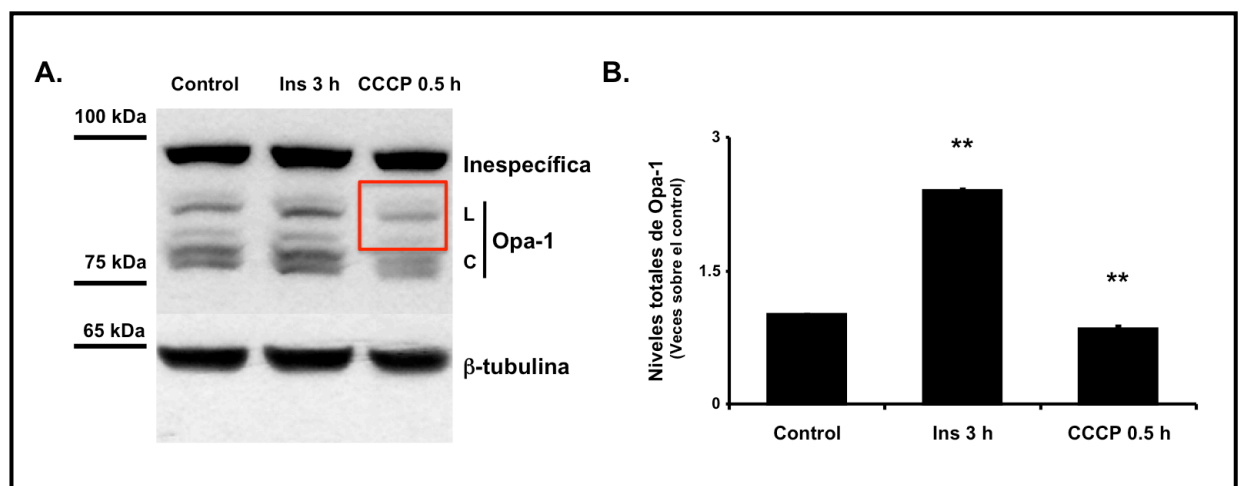 A.
Control Ins 3 h CCCP 0.5 h
100 kDa
Inespecífica
L
Opa-1
C
75 kDa
65 kDa
β-tubulina
B.
Niveles totales de Opa-1
(Veces sobre el control)
3
1.5
0
**
**
Control Ins 3 h CCCP 0.5 h